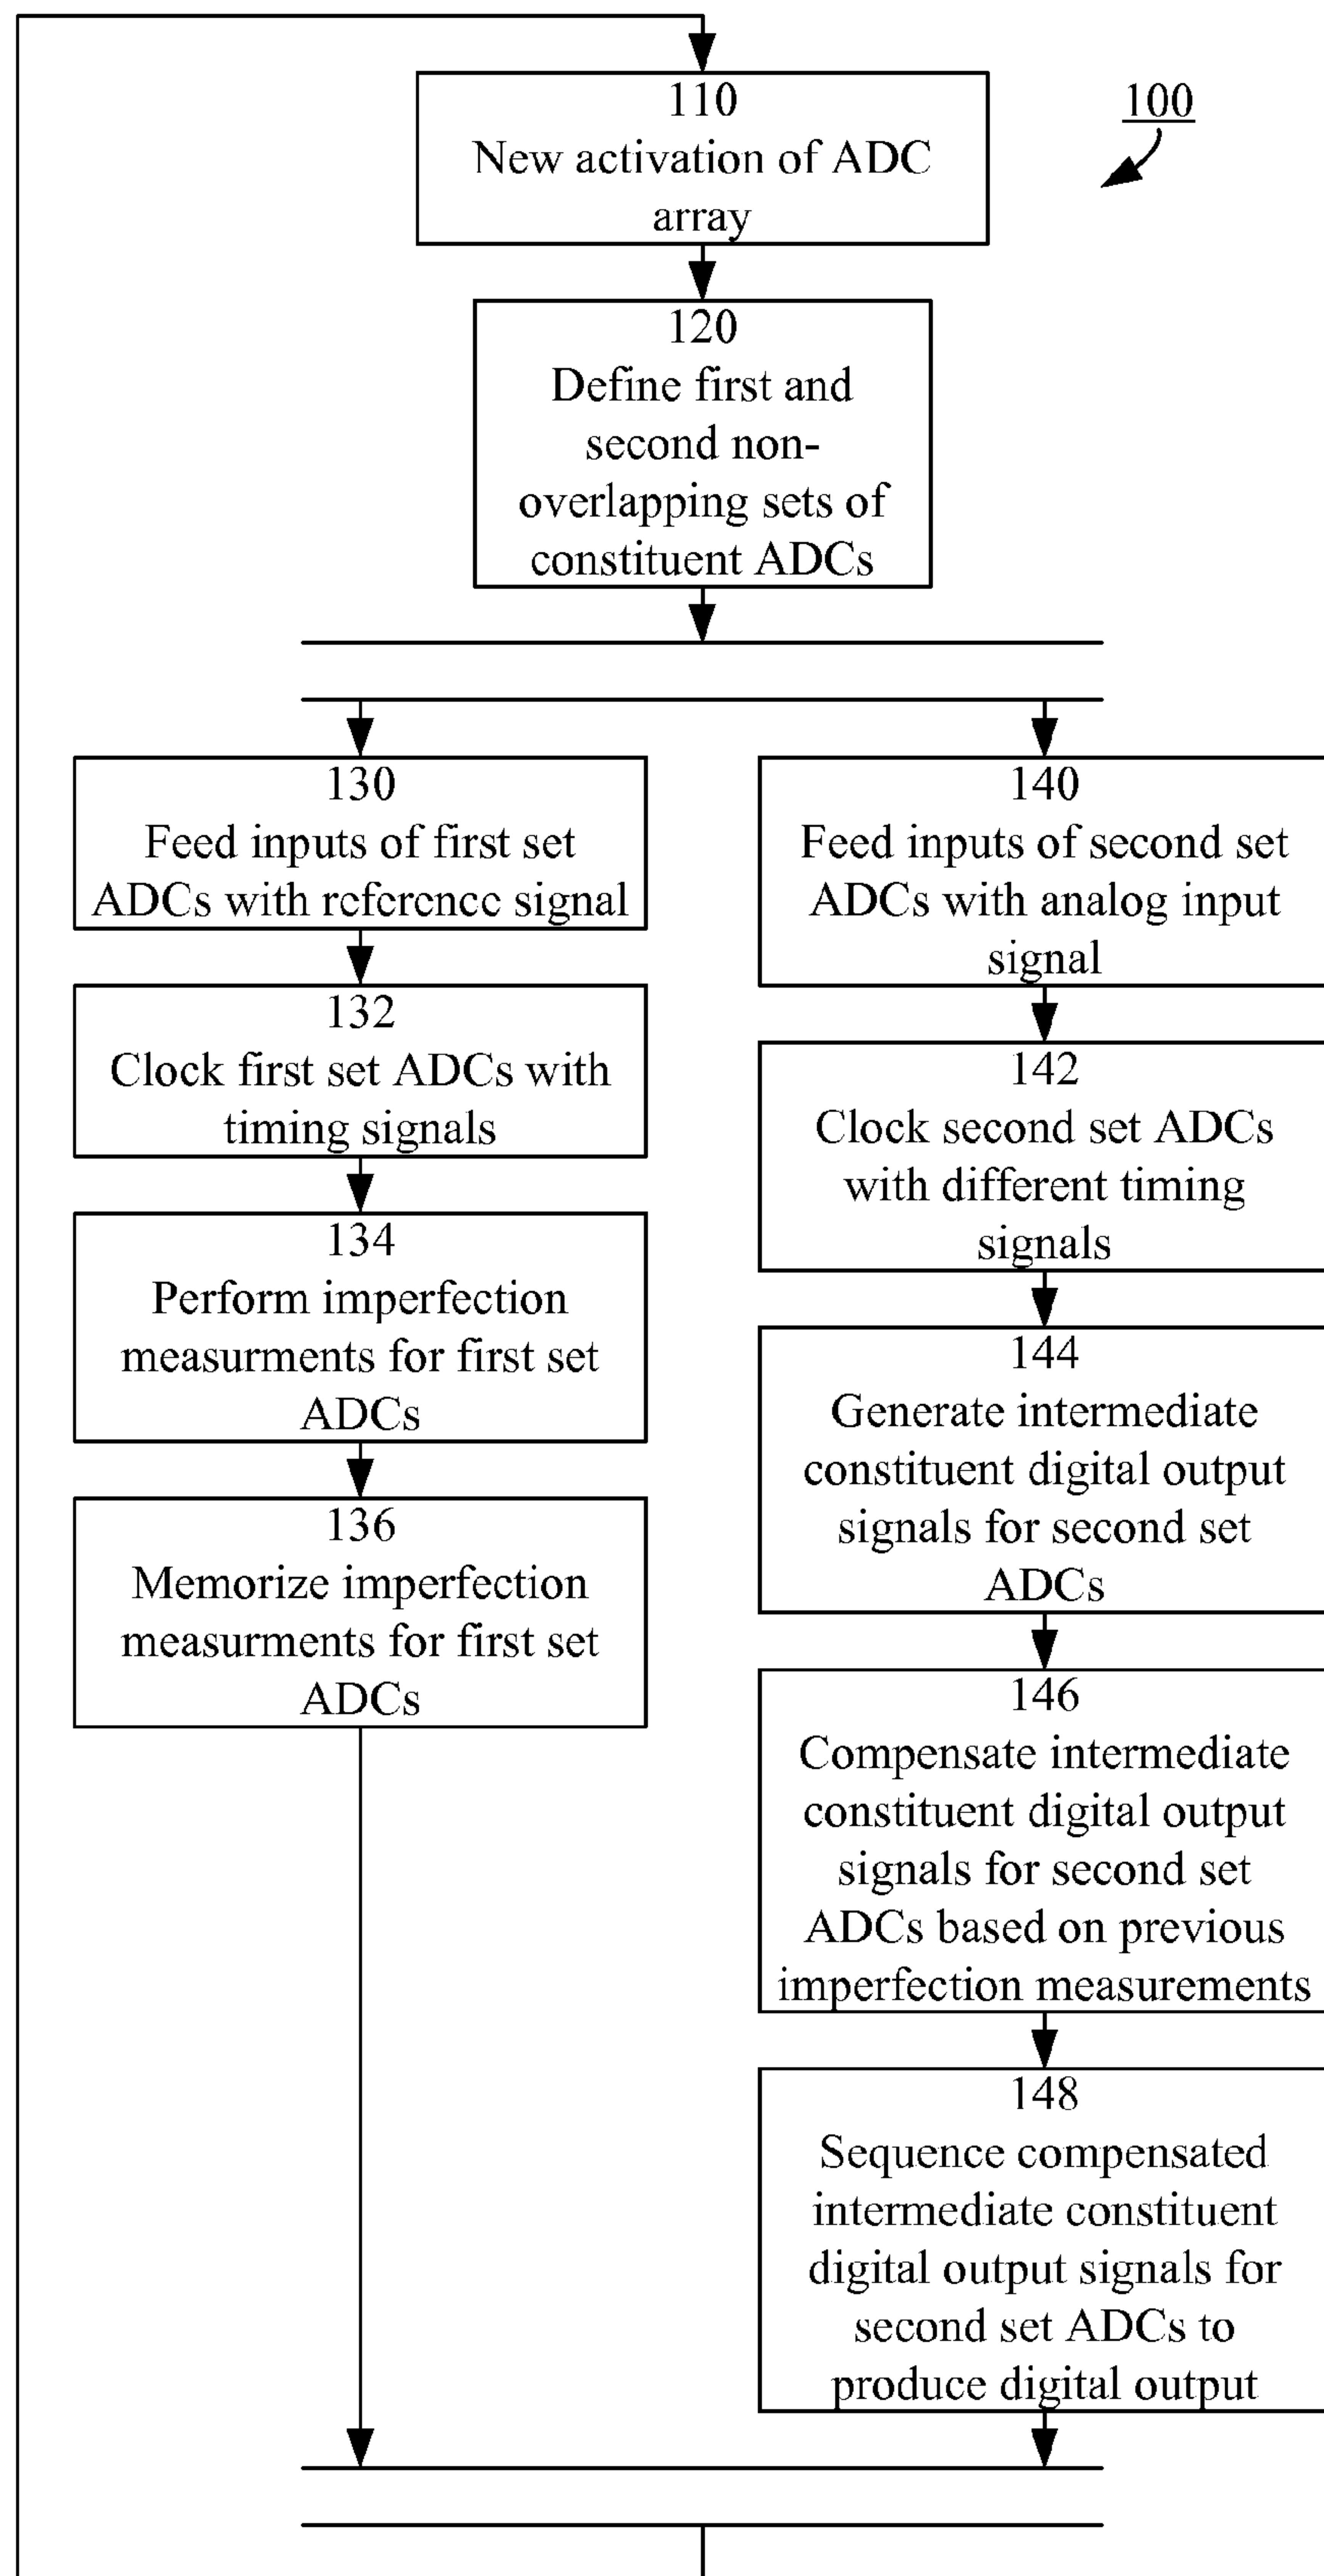 110
New activation of ADC
array
100
120
Define first and
second non-
overlapping sets of
constituent ADCs
130
Feed inputs of first set
ADCs with reference signal
132
Clock first set ADCs with
timing signals
134
Perform imperfection
measurments for first set
ADCs
136
Memorize imperfection
measurments for first set
ADCs
140
Feed inputs of second set
ADCs with analog input
signal
142
Clock second set ADCs
with different timing
signals
144
Generate intermediate
constituent digital output
signals for second set
ADCs
146
Compensate intermediate
constituent digital output
signals for second set
ADCs based on previous
imperfection measurements
148
Sequence compensated
intermediate constituent
digital output signals for
second set ADCs to
produce digital output